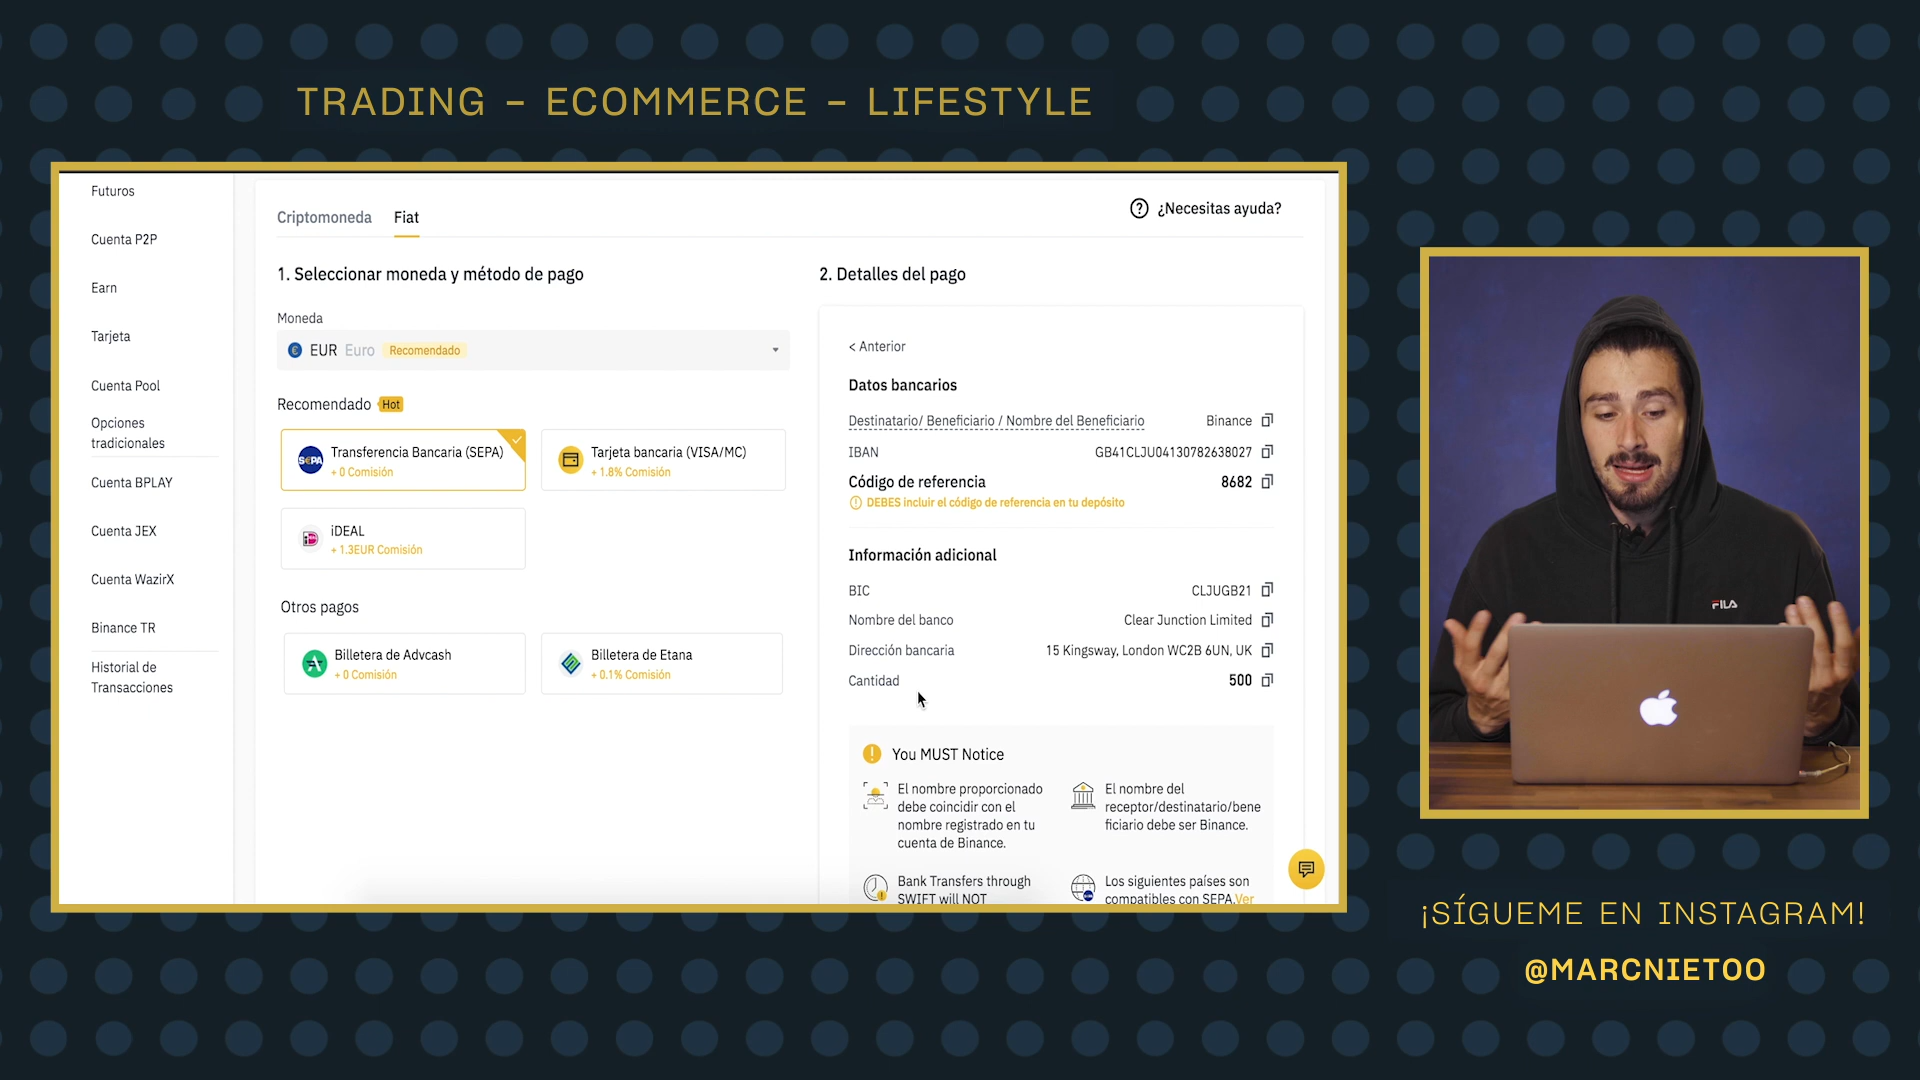 TRADING – ECOMMERCE – LIFESTYLE
Futuros
Cuenta P2P
Earn
Tarjeta
Cuenta Pool
Opciones
tradicionales
Cuenta BPLAY
Cuenta JEX
Cuenta WazirX
Binance TR
Historial de
Transacciones
Criptomoneda Fiat
¿Necesitas ayuda?
1. Seleccionar moneda y método de pago
Moneda
EUR Euro Recomendado
Recomendado Hot
SEPA Transferencia Bancaria (SEPA)
+ 0 Comisión
Tarjeta bancaria (VISA/MC)
+ 1.8% Comisión
iDEAL
+ 1.3EUR Comisión
Otros pagos
Billetera de Advcash
+ 0 Comisión
Billetera de Etana
+ 0.1% Comisión
2. Detalles del pago
< Anterior
Datos bancarios
Destinatario/ Beneficiario / Nombre del Beneficiario Binance
IBAN GB41CLJU04130782638027
Código de referencia 8682
DEBES incluir el código de referencia en tu depósito
Información adicional
BIC CLJUGB21
Nombre del banco Clear Junction Limited
Dirección bancaria 15 Kingsway, London WC2B 6UN, UK
Cantidad 500
You MUST Notice
El nombre proporcionado
debe coincidir con el
nombre registrado en tu
cuenta de Binance.
El nombre del
receptor/destinatario/bene
ficiario debe ser Binance.
Bank Transfers through
SWIFT will NOT
Los siguientes países son
compatibles con SEPA.Ver
FILA
¡SÍGUEME EN INSTAGRAM!
@MARCNIETOO